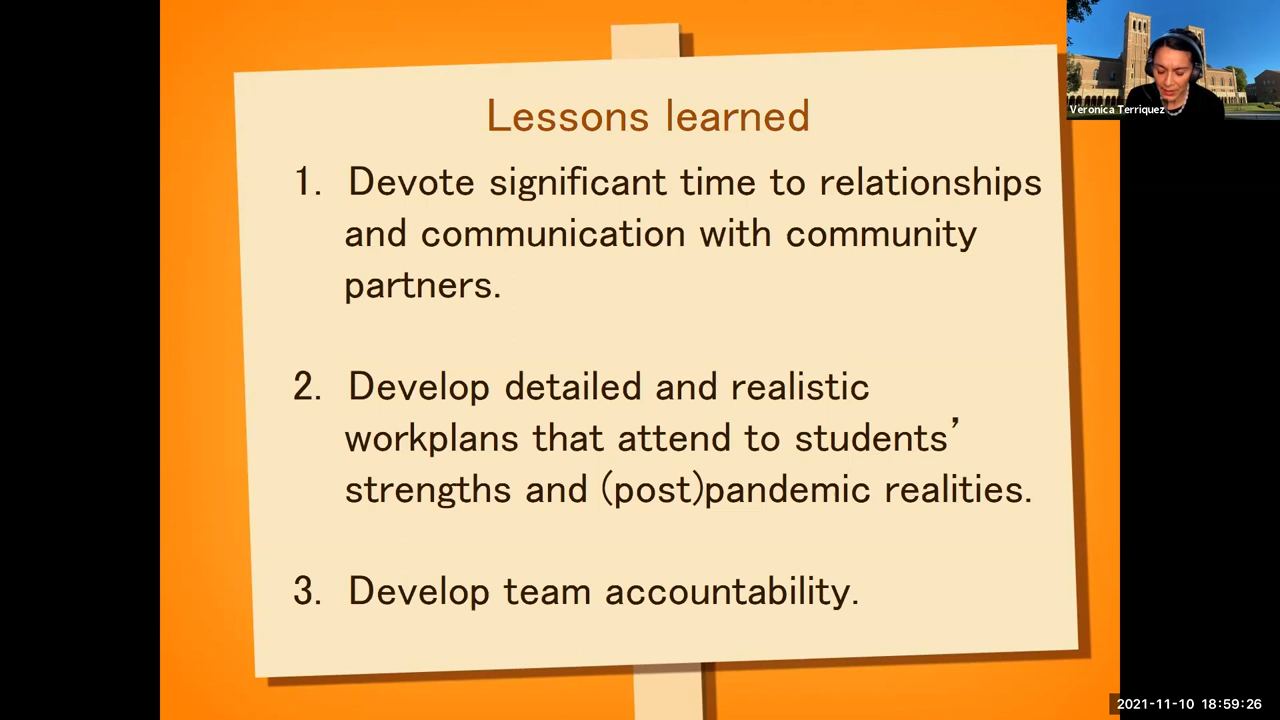 Lessons learned
1. Devote significant time to relationships
and communication with community
partners.
2. Develop detailed and realistic
workplans that attend to students’
strengths and (post)pandemic realities.
3. Develop team accountability.
Veronica Terriquez
2021-11-10 18:59:26